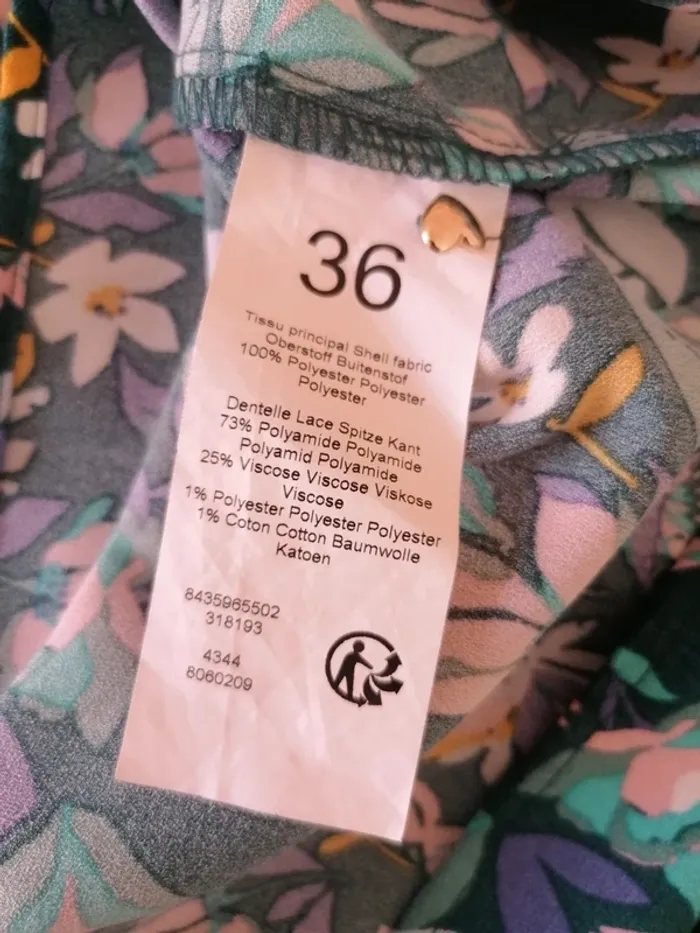 36
Tissu principal Shell fabric
Oberstoff Buitenstof
100% Polyester Polyester
Polyester
Dentelle Lace Spitze Kant
73% Polyamide Polyamide
Polyamid Polyamide
25% Viscose Viscose Viskose
Viscose
1% Polyester Polyester Polyester
1% Coton Cotton Baumwolle
Katoen
8435965502
318193
4344
8060209